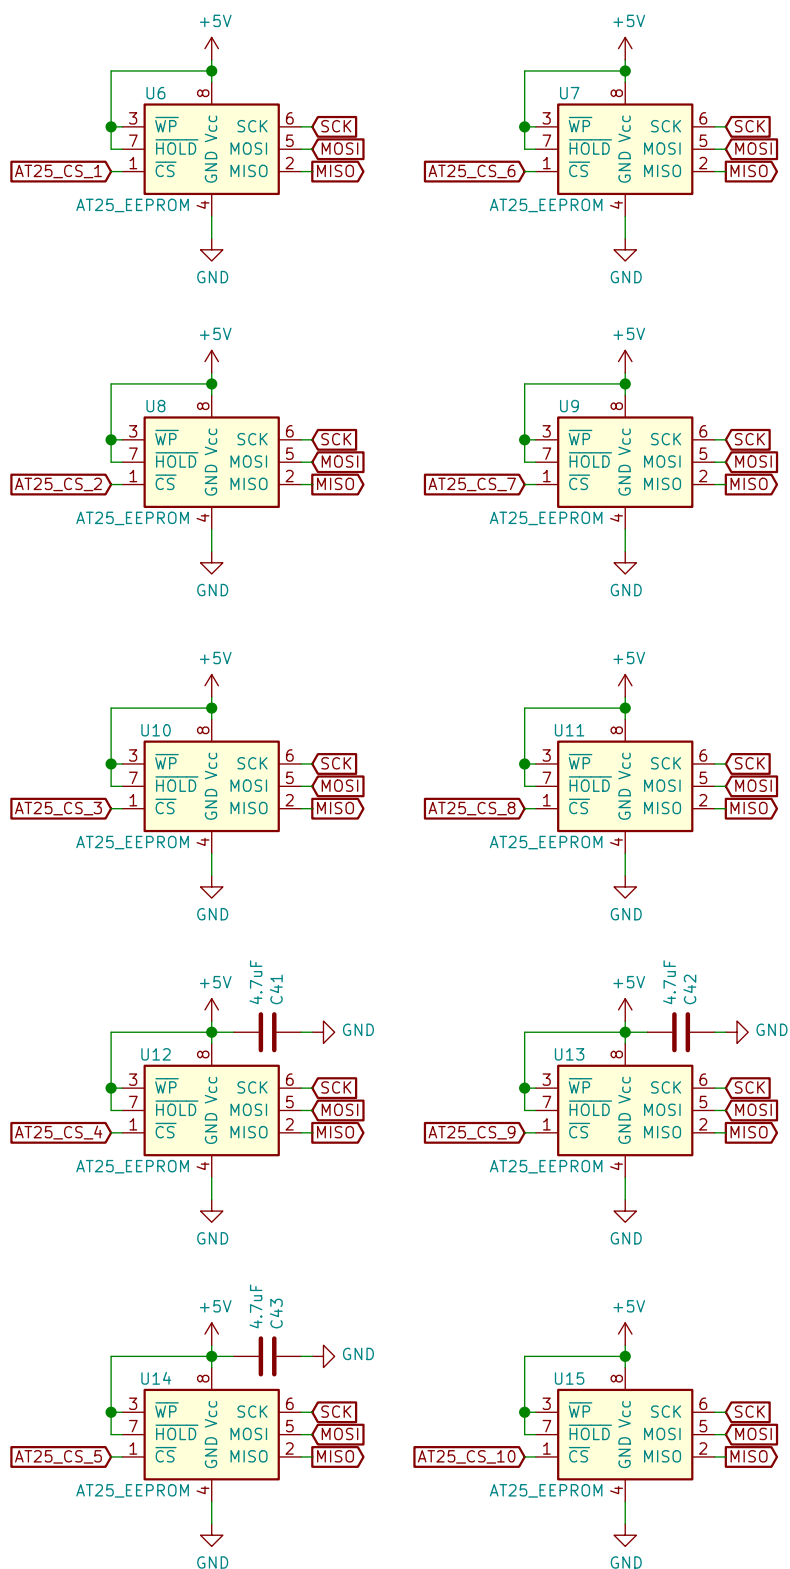 +5V
U6
8
3 WP SCK 6 SCK
7 HOLD MOSI 5 MOSI
AT25_CS_1 1 CS MISO 2 MISO
GND Vcc
AT25_EEPROM 4
GND
+5V
U7
8
3 WP SCK 6 SCK
7 HOLD MOSI 5 MOSI
AT25_CS_6 1 CS MISO 2 MISO
GND Vcc
AT25_EEPROM 4
GND
+5V
U8
8
3 WP SCK 6 SCK
7 HOLD MOSI 5 MOSI
AT25_CS_2 1 CS MISO 2 MISO
GND Vcc
AT25_EEPROM 4
GND
+5V
U9
8
3 WP SCK 6 SCK
7 HOLD MOSI 5 MOSI
AT25_CS_7 1 CS MISO 2 MISO
GND Vcc
AT25_EEPROM 4
GND
+5V
U10
8
3 WP SCK 6 SCK
7 HOLD MOSI 5 MOSI
AT25_CS_3 1 CS MISO 2 MISO
GND Vcc
AT25_EEPROM 4
GND
+5V
U11
8
3 WP SCK 6 SCK
7 HOLD MOSI 5 MOSI
AT25_CS_8 1 CS MISO 2 MISO
GND Vcc
AT25_EEPROM 4
GND
+5V
4.7uF
C41
GND
U12
8
3 WP SCK 6 SCK
7 HOLD MOSI 5 MOSI
AT25_CS_4 1 CS MISO 2 MISO
GND Vcc
AT25_EEPROM 4
GND
+5V
4.7uF
C42
GND
U13
8
3 WP SCK 6 SCK
7 HOLD MOSI 5 MOSI
AT25_CS_9 1 CS MISO 2 MISO
GND Vcc
AT25_EEPROM 4
GND
+5V
4.7uF
C43
GND
U14
8
3 WP SCK 6 SCK
7 HOLD MOSI 5 MOSI
AT25_CS_5 1 CS MISO 2 MISO
GND Vcc
AT25_EEPROM 4
GND
+5V
U15
8
3 WP SCK 6 SCK
7 HOLD MOSI 5 MOSI
AT25_CS_10 1 CS MISO 2 MISO
GND Vcc
AT25_EEPROM 4
GND